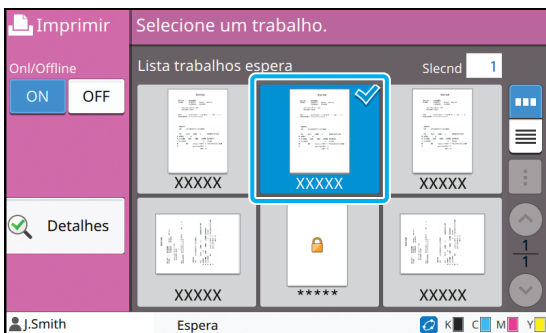 Imprimir
Selecione um trabalho.
Onl/Offline
Lista trabalhos espera
Slecnd 1
ON OFF
XXXXX XXXXX XXXXX
Detalhes
1
1
XXXXX ***** XXXXX
J.Smith
Espera
K C M Y